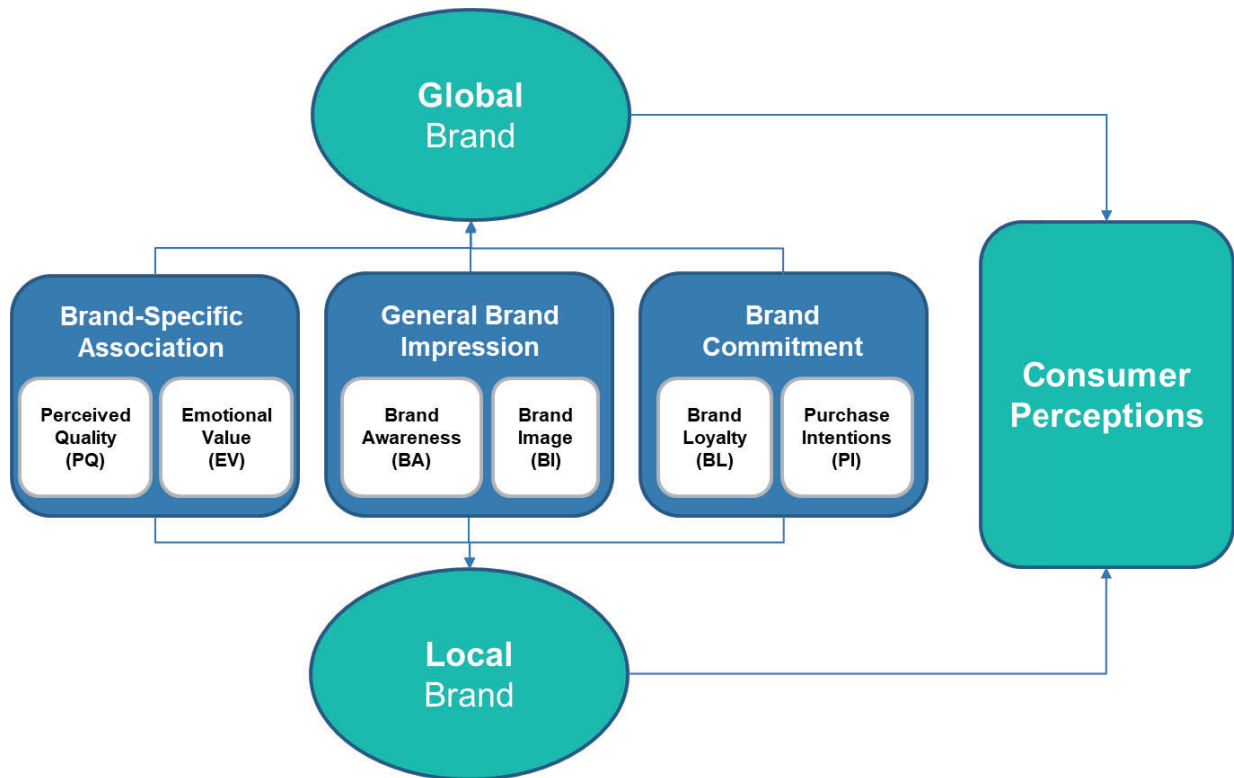 Global
Brand
Brand-Specific
Association
Perceived
Quality
(PQ)
Emotional
Value
(EV)
General Brand
Impression
Brand
Awareness
(BA)
Brand
Image
(BI)
Brand
Commitment
Brand
Loyalty
(BL)
Purchase
Intentions
(PI)
Consumer
Perceptions
Local
Brand